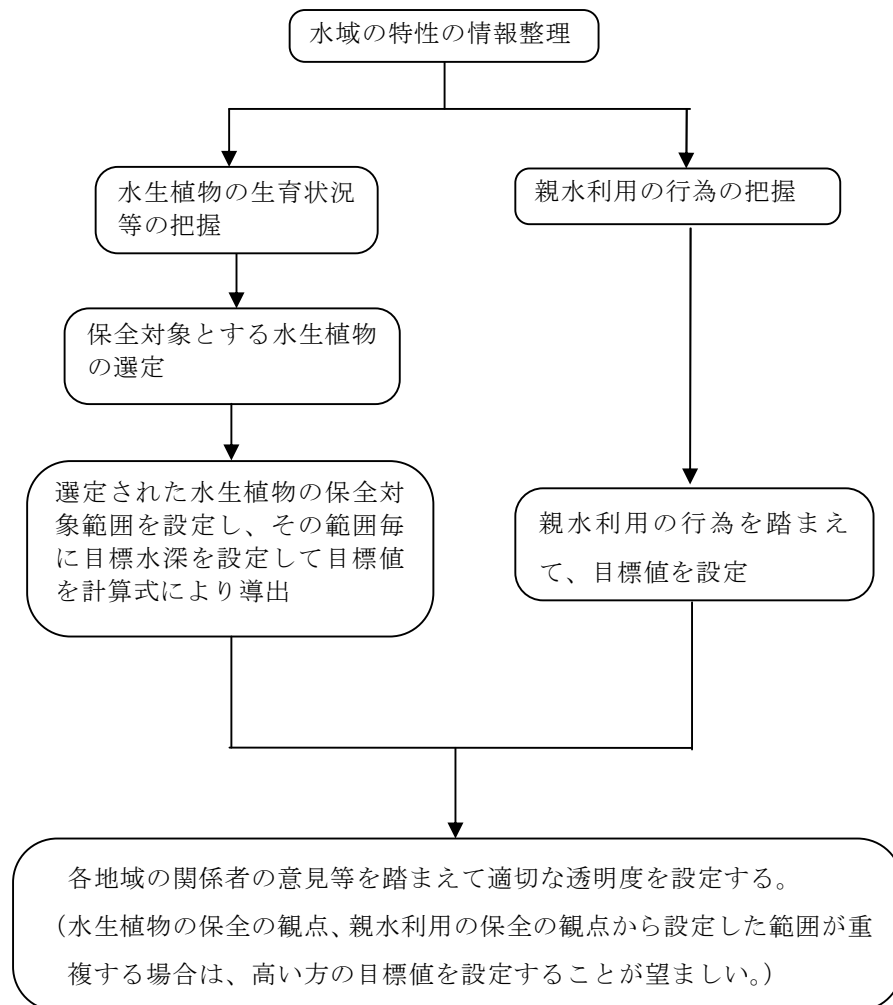 水域の特性の情報整理
水生植物の生育状況
等の把握
親水利用の行為の把握
保全対象とする水生植物
の選定
選定された水生植物の保全対
象範囲を設定し、その範囲毎
に目標水深を設定して目標値
を計算式により導出
親水利用の行為を踏まえ
て、目標値を設定
各地域の関係者の意見等を踏まえて適切な透明度を設定する。
（水生植物の保全の観点、親水利用の保全の観点から設定した範囲が重
複する場合は、高い方の目標値を設定することが望ましい。）